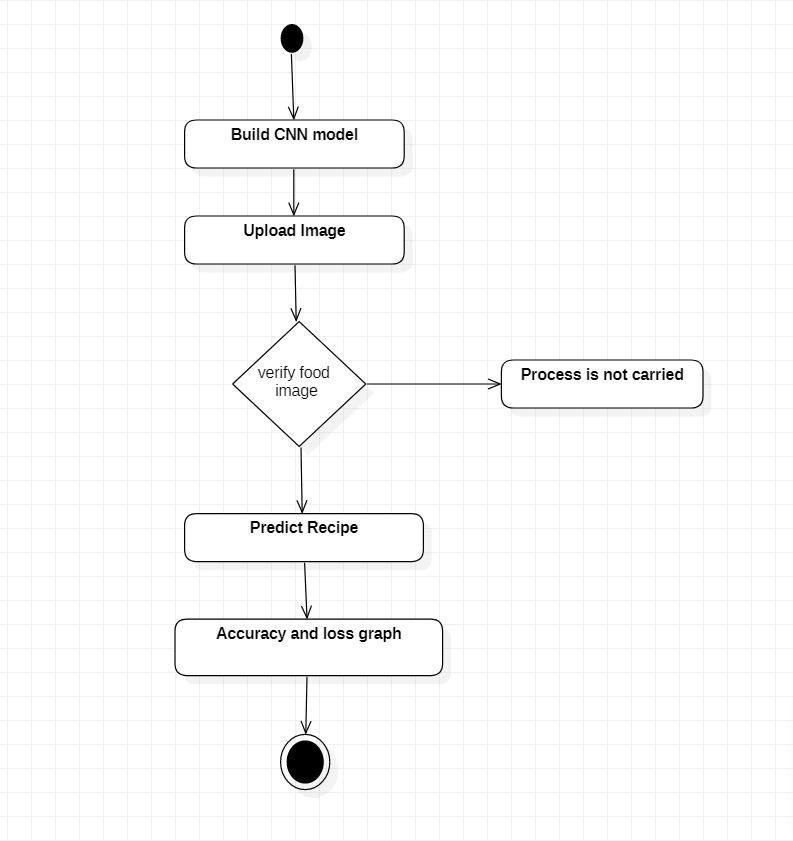 Build CNN model
Upload Image
verify food
image
Process is not carried
Predict Recipe
Accuracy and loss graph